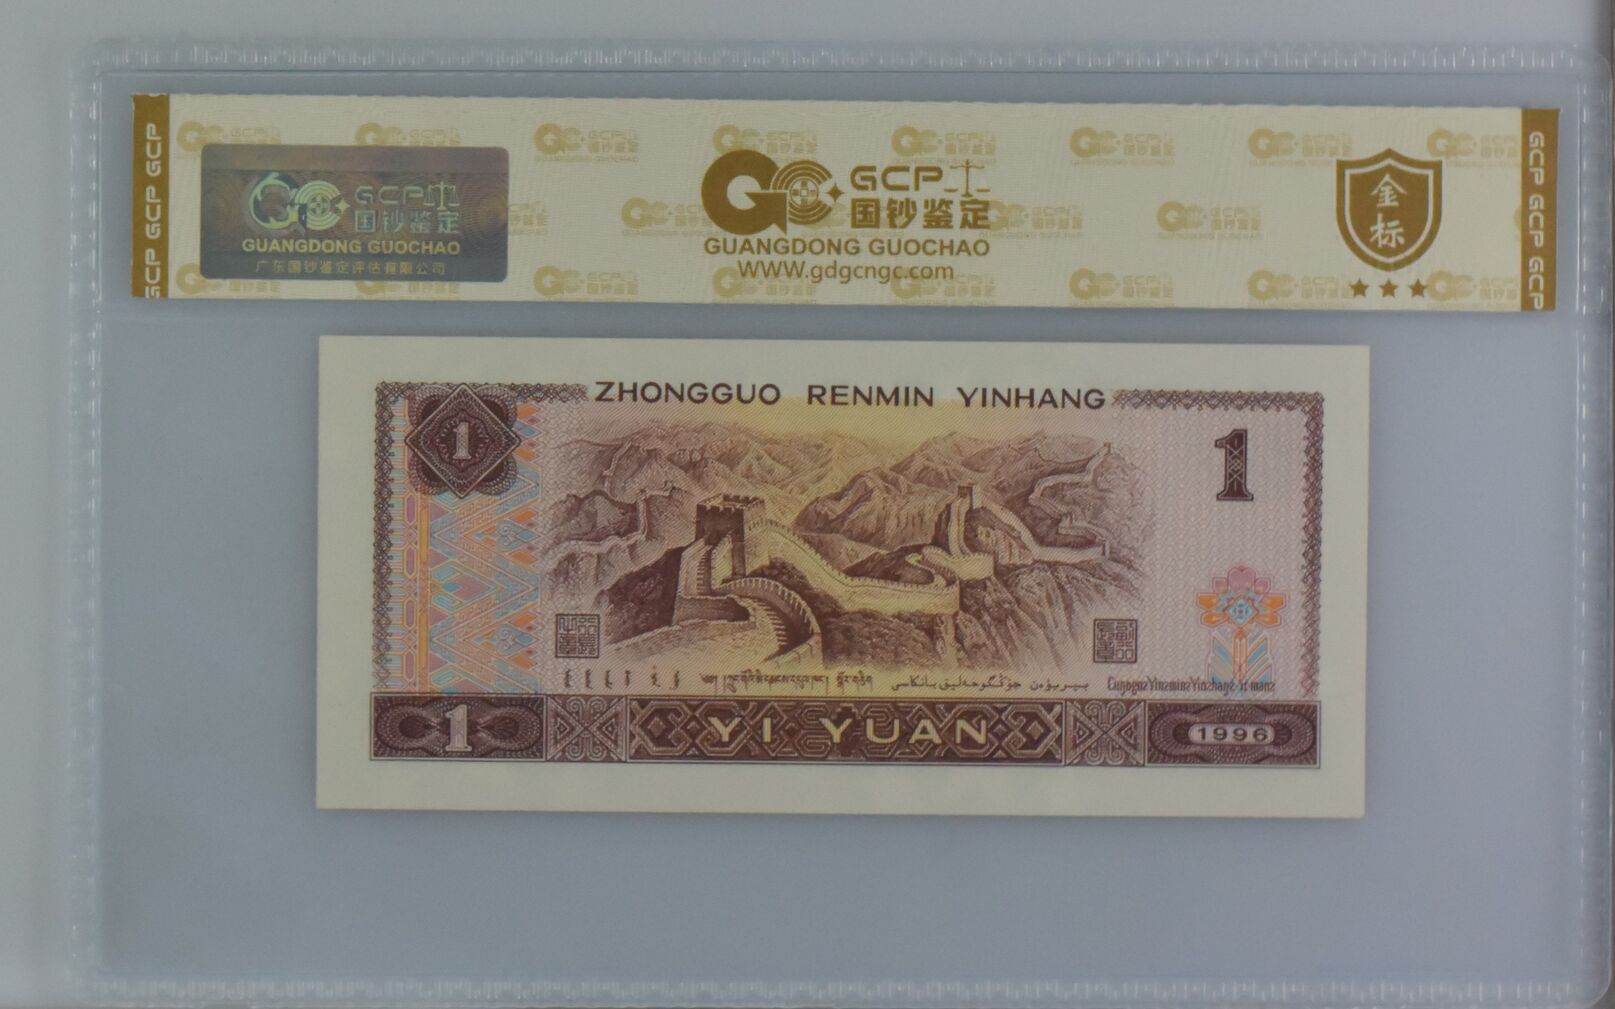 GCP GCP GCP
GCP
国钞鉴定
GUANGDONG GUOCHAO
广东国钞鉴定评估有限公司
GCP
国钞鉴定
GUANGDONG GUOCHAO
WWW.gdgcngc.com
金
标
GCP GCP GCP
ZHONGGUO RENMIN YINHANG
1
1
1
YI YUAN
1996